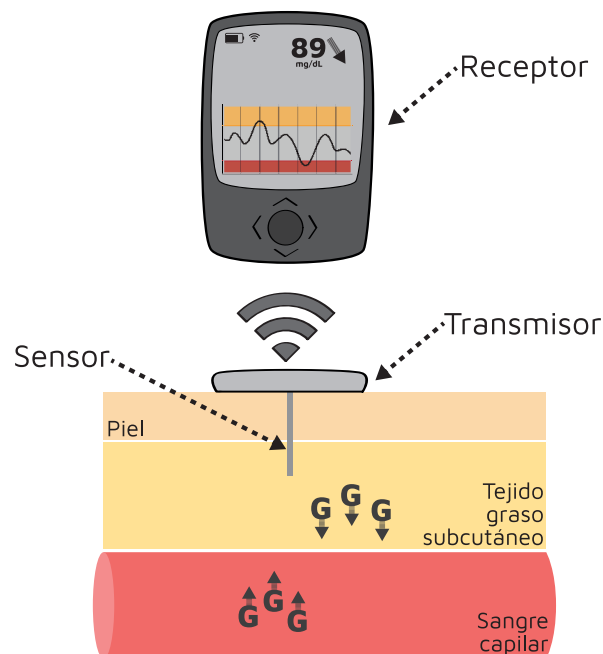 89
mg/dL
Receptor
Transmisor
Sensor
Piel
G G G
Tejido
graso
subcutáneo
G G G
Sangre
capilar